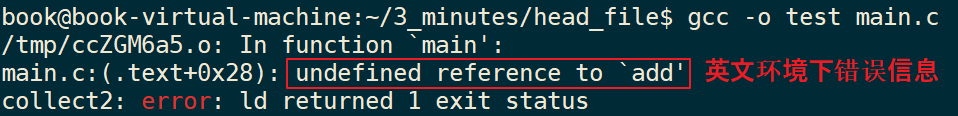 book@book-virtual-machine:~/3_minutes/head_file$ gcc -o test main.c
/tmp/ccZGM6a5.o: In function `main':
main.c:(.text+0x28): undefined reference to `add' 英文环境下错误信息
collect2: error: ld returned 1 exit status